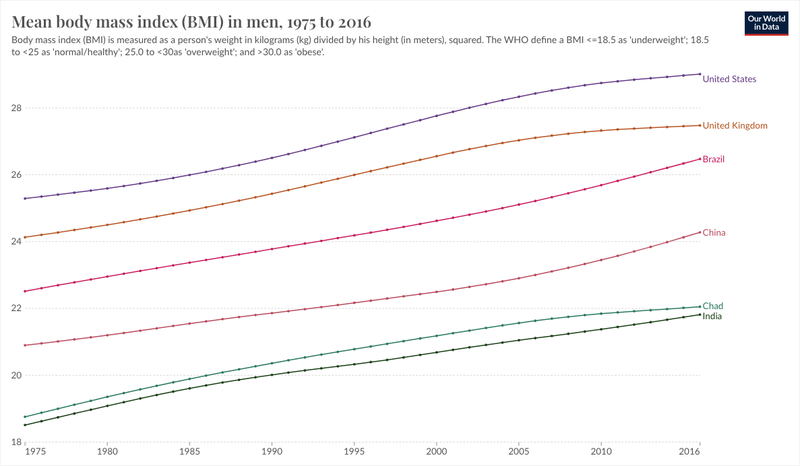 Mean body mass index (BMI) in men, 1975 to 2016
Our World
in Data
Body mass index (BMI) is measured as a person's weight in kilograms (kg) divided by his height (in meters), squared. The WHO define a BMI <=18.5 as 'underweight'; 18.5
to <25 as 'normal/healthy'; 25.0 to <30as 'overweight'; and >30.0 as 'obese'.
United States
28
United Kingdom
Brazil
26
24
China
22
Chad
India
20
18
1975 1980 1985 1990 1995 2000 2005 2010 2016